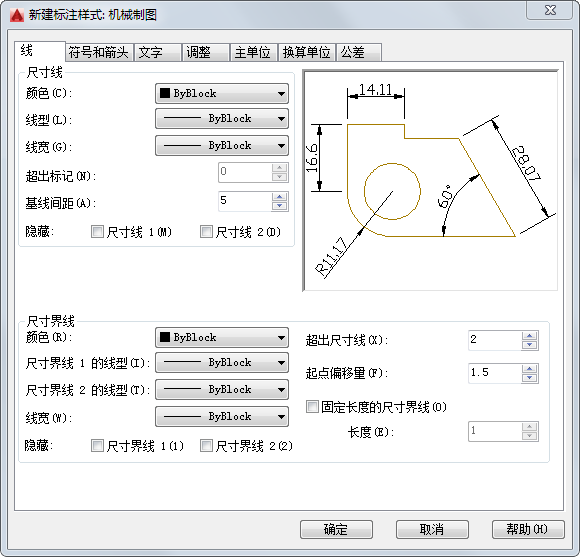 新建标注样式: 机械制图
线 符号和箭头 文字 调整 主单位 换算单位 公差
尺寸线
颜色(C): ByBlock
线型(L): ByBlock
线宽(G): ByBlock
超出标记(N): 0
基线间距(A): 5
隐藏: 尺寸线 1(M) 尺寸线 2(D)
14.11
16.6
28.07
60°
R11.17
尺寸界线
颜色(R): ByBlock
尺寸界线 1 的线型(I): ByBlock
尺寸界线 2 的线型(T): ByBlock
线宽(W): ByBlock
隐藏: 尺寸界线 1(1) 尺寸界线 2(2)
超出尺寸线(X): 2
起点偏移量(F): 1.5
固定长度的尺寸界线(O)
长度(E): 1
确定 取消 帮助(H)